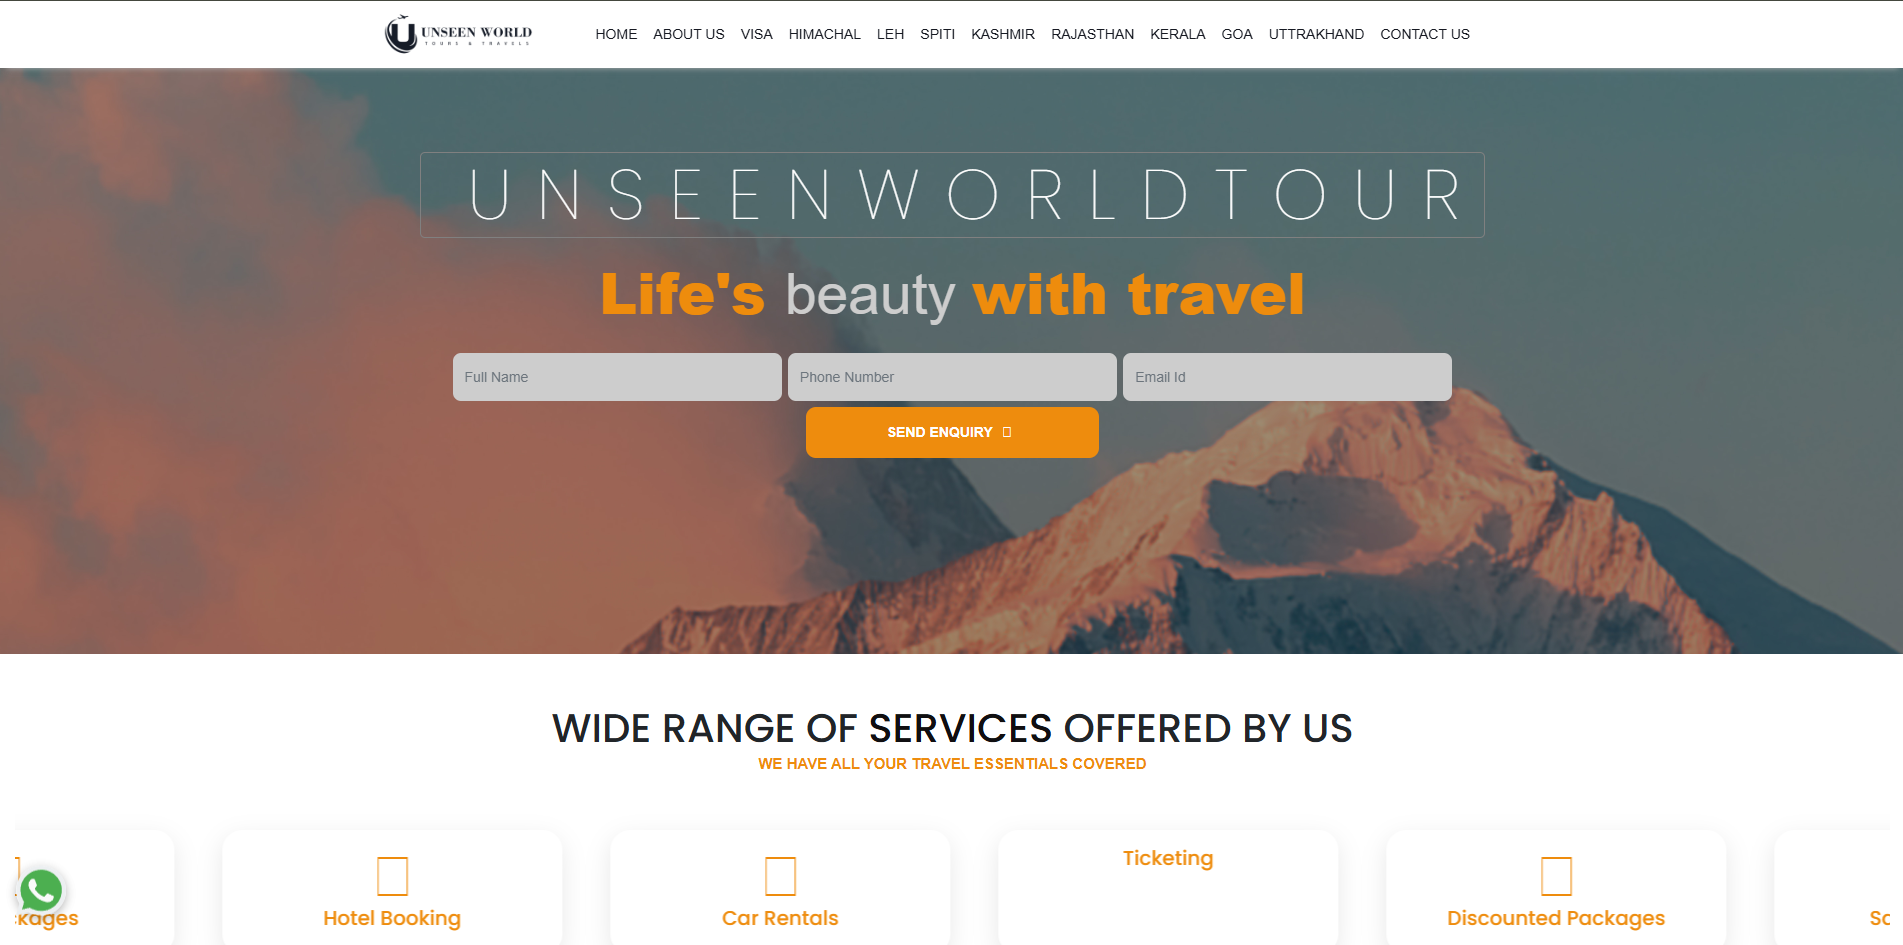 UNSEEN WORLD
TOURS & TRAVELS
HOME ABOUT US VISA HIMACHAL LEH SPITI KASHMIR RAJASTHAN KERALA GOA UTTRAKHAND CONTACT US
UNSEENWORLDTOUR
Life's beauty with travel
Full Name Phone Number Email Id
SEND ENQUIRY
WIDE RANGE OF SERVICES OFFERED BY US
WE HAVE ALL YOUR TRAVEL ESSENTIALS COVERED
Ticketing
kages Hotel Booking Car Rentals Discounted Packages